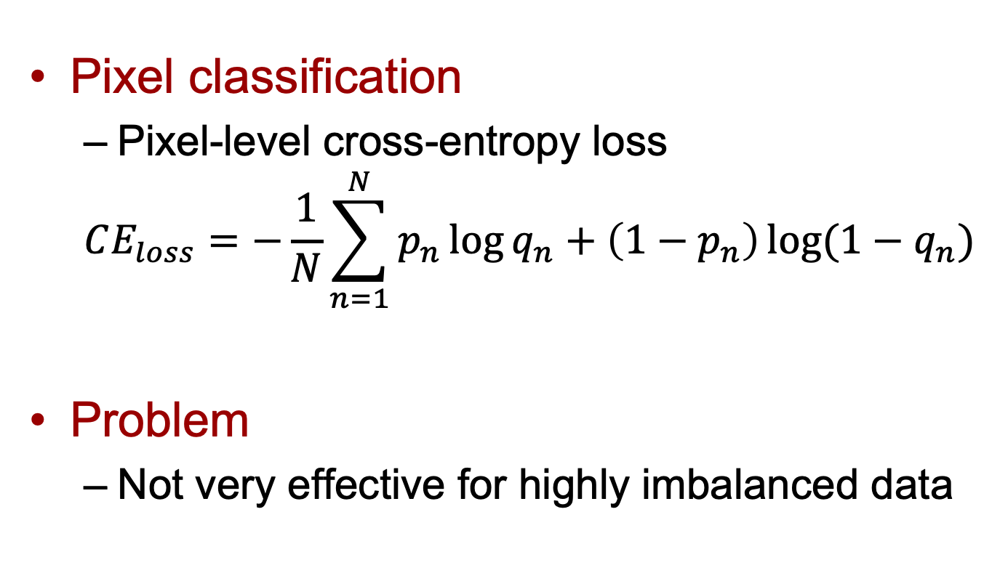 • Pixel classification
– Pixel-level cross-entropy loss
$CE_{loss} = -\frac{1}{N}\sum_{n=1}^{N} p_n \log q_n + (1 - p_n) \log(1 - q_n)$
• Problem
– Not very effective for highly imbalanced data